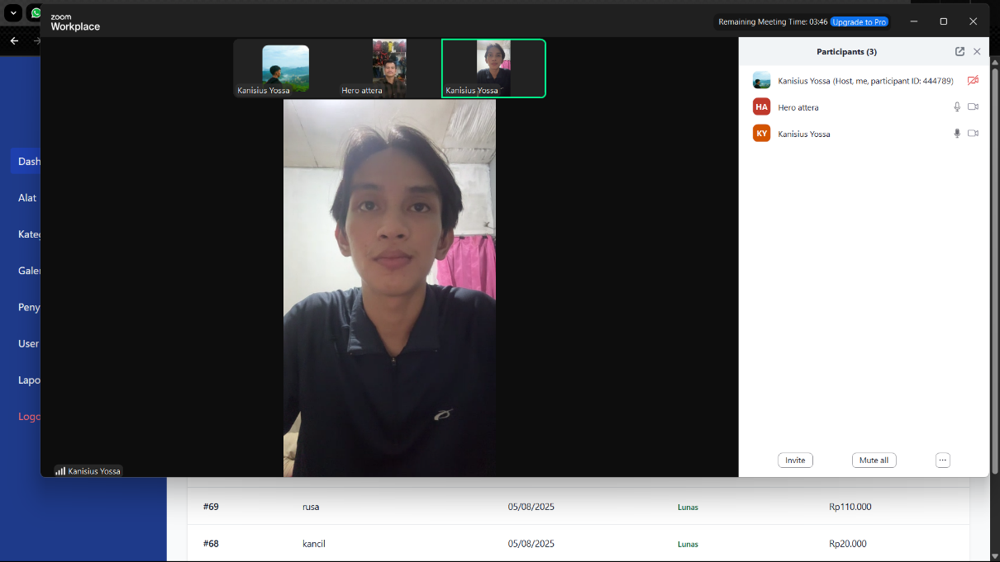 zoom
Workplace
Remaining Meeting Time: 03:46 Upgrade to Pro
Kanisius Yossa
Hero attera
Kanisius Yossa
Participants (3)
Kanisius Yossa (Host, me, participant ID: 444789)
HA Hero attera
KY Kanisius Yossa
Dash
Alat
Kateg
Galer
Peny
User
Lapo
Logo
Kanisius Yossa
Invite
Mute all
#69 rusa 05/08/2025 Lunas Rp110.000
#68 kancil 05/08/2025 Lunas Rp20.000